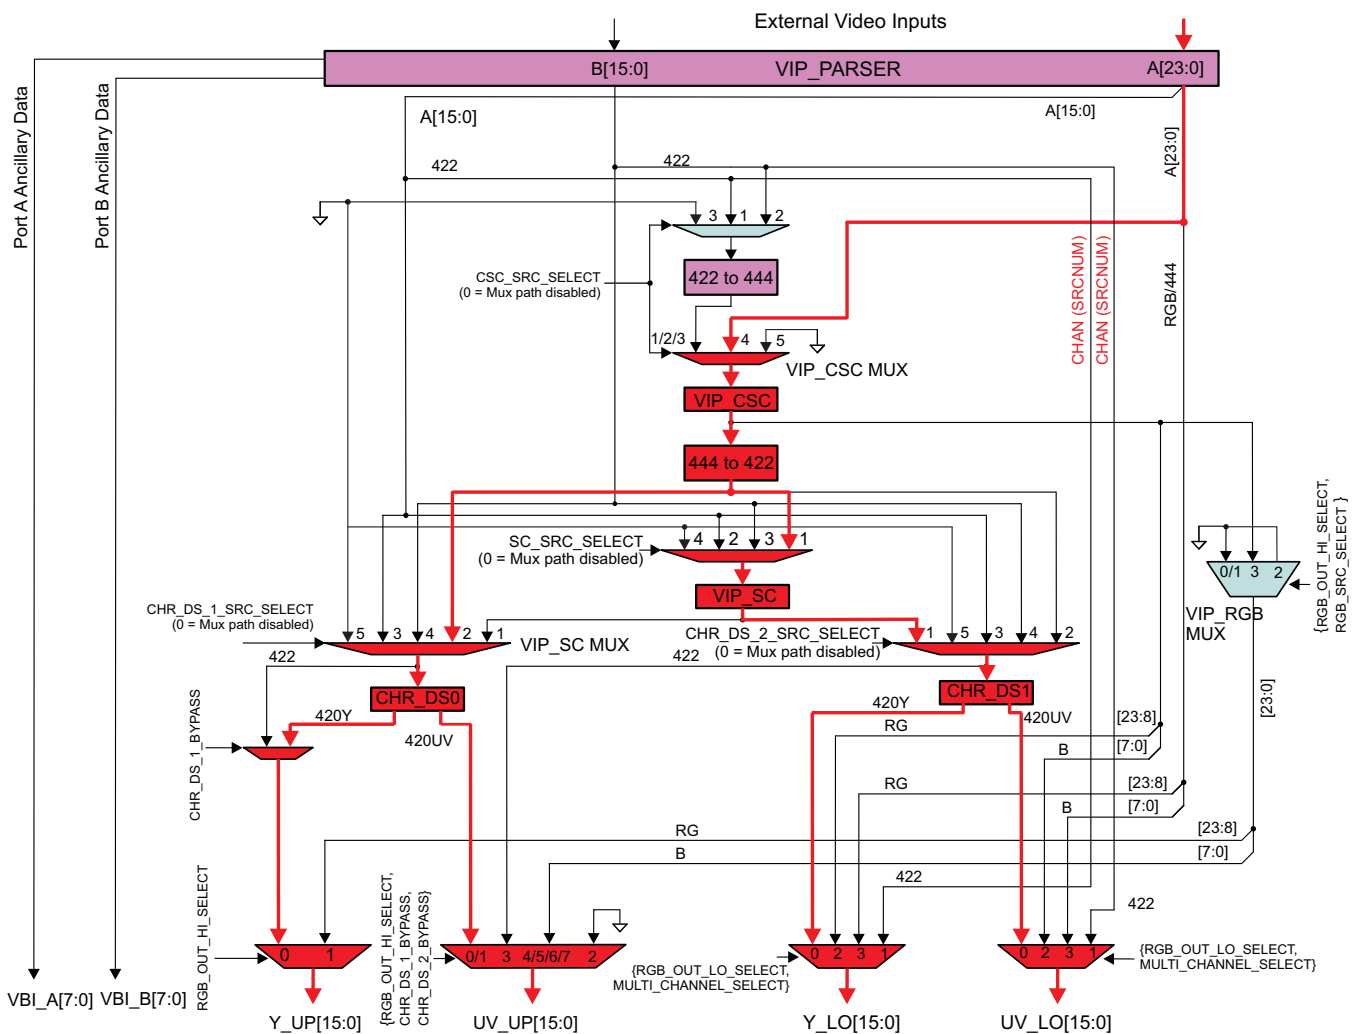 External Video Inputs
B[15:0]
VIP_PARSER
A[23:0]
Port A Ancillary Data
Port B Ancillary Data
A[15:0]
A[15:0]
A[23:0]
422
422
3 1 2
CSC_SRC_SELECT
(0 = Mux path disabled)
422 to 444
CHAN (SRCNUM)
CHAN (SRCNUM)
RGB/444
1/2/3 4 5
VIP_CSC MUX
VIP_CSC
444 to 422
SC_SRC_SELECT
(0 = Mux path disabled)
4 2 3 1
{RGB_OUT_HI_SELECT,
RGB_SRC_SELECT }
0/1 3 2
VIP_RGB
MUX
VIP_SC
CHR_DS_1_SRC_SELECT
(0 = Mux path disabled)
5 3 4 2 1
VIP_SC MUX
CHR_DS_2_SRC_SELECT
(0 = Mux path disabled)
1 5 3 4 2
422
422
CHR_DS0
CHR_DS1
420Y
420UV
420Y
420UV
[23:0]
CHR_DS_1_BYPASS
RG
[23:8]
B
[7:0]
RG
[23:8]
B
[7:0]
RG
[23:8]
B
[7:0]
422
422
RGB_OUT_HI_SELECT
0 1
{RGB_OUT_HI_SELECT,
CHR_DS_1_BYPASS,
CHR_DS_2_BYPASS}
0/1 3 4/5/6/7 2
{RGB_OUT_LO_SELECT,
MULTI_CHANNEL_SELECT}
0 2 3 1
0 2 3 1
{RGB_OUT_LO_SELECT,
MULTI_CHANNEL_SELECT}
VBI_A[7:0]
VBI_B[7:0]
Y_UP[15:0]
UV_UP[15:0]
Y_LO[15:0]
UV_LO[15:0]